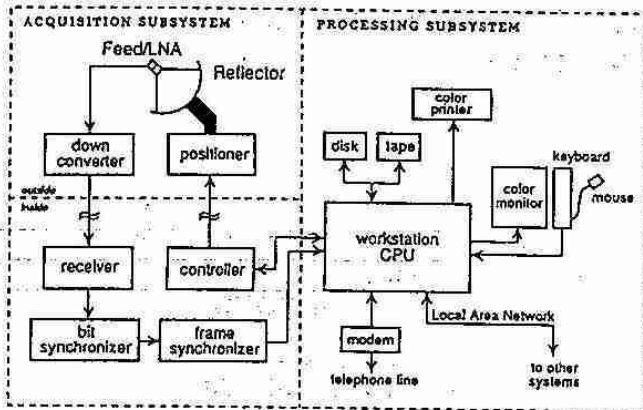 ACQUISITION SUBSYSTEM
PROCESSING SUBSYSTEM
Feed/LNA
Reflector
down
converter
positioner
outside
inside
receiver
controller
bit
synchronizer
frame
synchronizer
color
printer
disk
tape
keyboard
color
monitor
mouse
workstation
CPU
Local Area Network
modem
telephone line
to other
systems